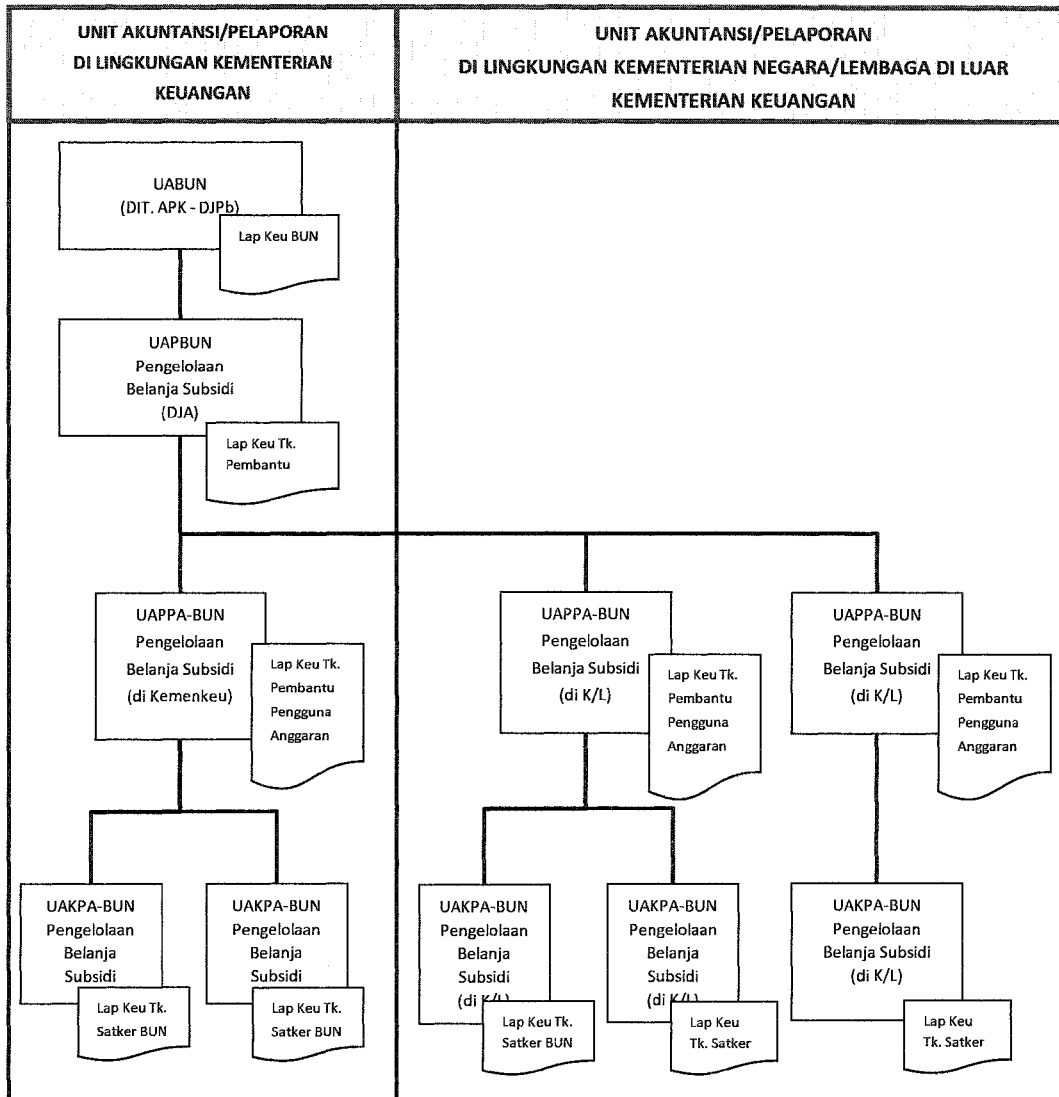 UNIT AKUNTANSI/PELAPORAN
DI LINGKUNGAN KEMENTERIAN
KEUANGAN
UNIT AKUNTANSI/PELAPORAN
DI LINGKUNGAN KEMENTERIAN NEGARA/LEMBAGA DI LUAR
KEMENTERIAN KEUANGAN
UABUN
(DIT. APK - DJPb)
Lap Keu BUN
UAPBUN
Pengelolaan
Belanja Subsidi
(DJA)
Lap Keu Tk.
Pembantu
UAPPA-BUN
Pengelolaan
Belanja Subsidi
(di Kemenkeu)
Lap Keu Tk.
Pembantu
Pengguna
Anggaran
UAPPA-BUN
Pengelolaan
Belanja Subsidi
(di K/L)
Lap Keu Tk.
Pembantu
Pengguna
Anggaran
UAPPA-BUN
Pengelolaan
Belanja Subsidi
(di K/L)
Lap Keu Tk.
Pembantu
Pengguna
Anggaran
UAKPA-BUN
Pengelolaan
Belanja
Subsidi
Lap Keu Tk.
Satker BUN
UAKPA-BUN
Pengelolaan
Belanja
Subsidi
Lap Keu Tk.
Satker BUN
UAKPA-BUN
Pengelolaan
Belanja
Subsidi
(di K/L)
Lap Keu Tk.
Satker BUN
UAKPA-BUN
Pengelolaan
Belanja
Subsidi
(di K/L)
Lap Keu
Tk. Satker
UAKPA-BUN
Pengelolaan
Belanja Subsidi
(di K/L)
Lap Keu
Tk. Satker